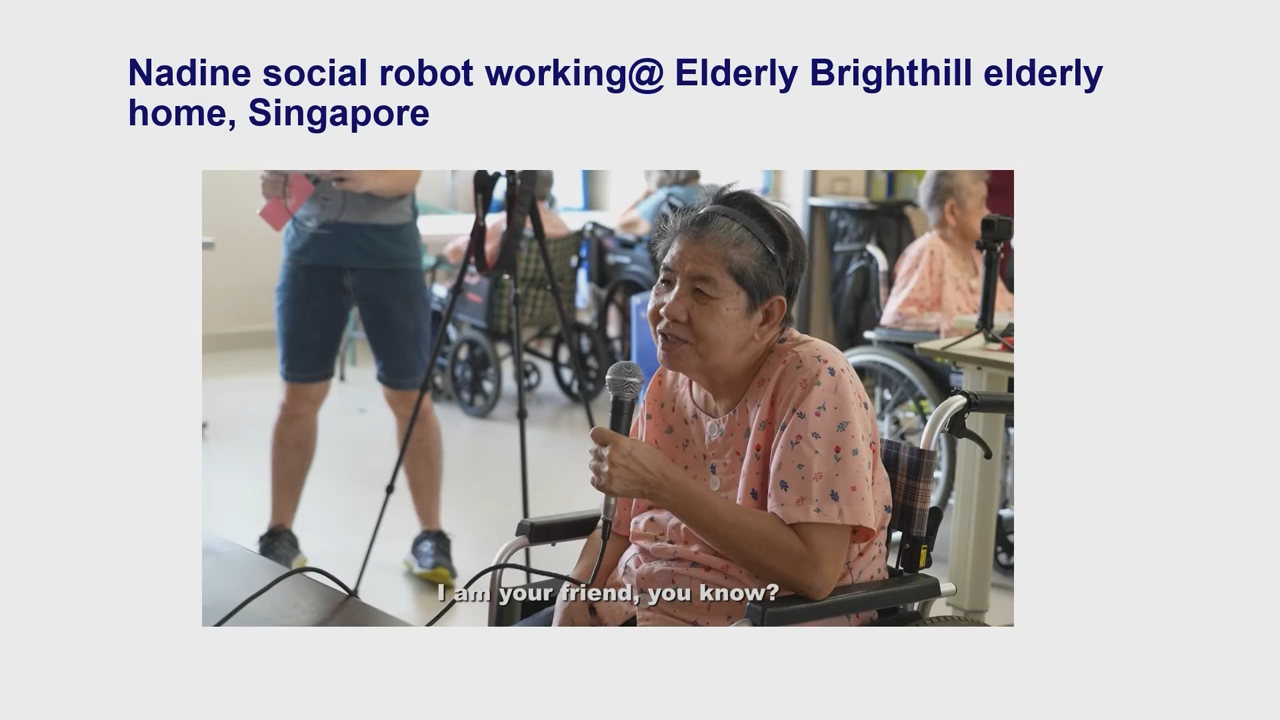 Nadine social robot working@ Elderly Brighthill elderly
home, Singapore
I am your friend, you know?